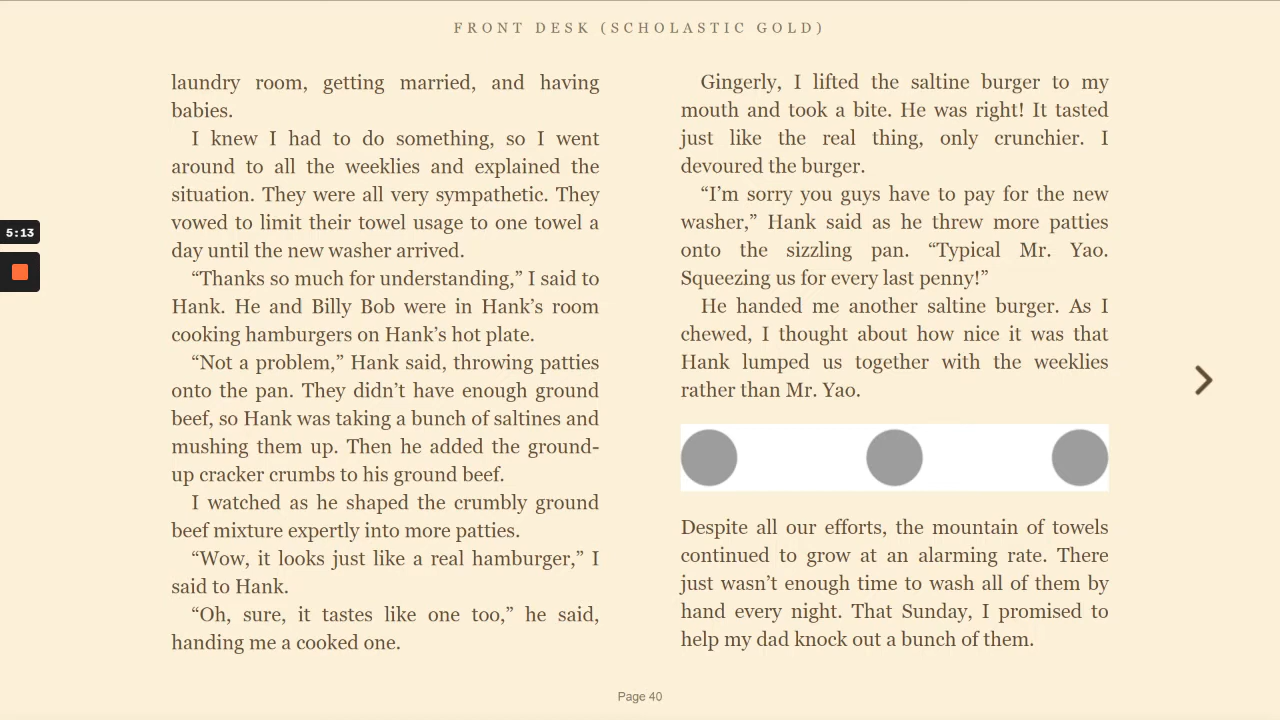 FRONT DESK (SCHOLASTIC GOLD)
laundry room, getting married, and having
babies.
I knew I had to do something, so I went
around to all the weeklies and explained the
situation. They were all very sympathetic. They
vowed to limit their towel usage to one towel a
day until the new washer arrived.
“Thanks so much for understanding,” I said to
Hank. He and Billy Bob were in Hank’s room
cooking hamburgers on Hank’s hot plate.
“Not a problem,” Hank said, throwing patties
onto the pan. They didn’t have enough ground
beef, so Hank was taking a bunch of saltines and
mushing them up. Then he added the ground-
up cracker crumbs to his ground beef.
I watched as he shaped the crumbly ground
beef mixture expertly into more patties.
“Wow, it looks just like a real hamburger,” I
said to Hank.
“Oh, sure, it tastes like one too,” he said,
handing me a cooked one.
Gingerly, I lifted the saltine burger to my
mouth and took a bite. He was right! It tasted
just like the real thing, only crunchier. I
devoured the burger.
“I’m sorry you guys have to pay for the new
washer,” Hank said as he threw more patties
onto the sizzling pan. “Typical Mr. Yao.
Squeezing us for every last penny!”
He handed me another saltine burger. As I
chewed, I thought about how nice it was that
Hank lumped us together with the weeklies
rather than Mr. Yao.
Despite all our efforts, the mountain of towels
continued to grow at an alarming rate. There
just wasn’t enough time to wash all of them by
hand every night. That Sunday, I promised to
help my dad knock out a bunch of them.
5:13
Page 40